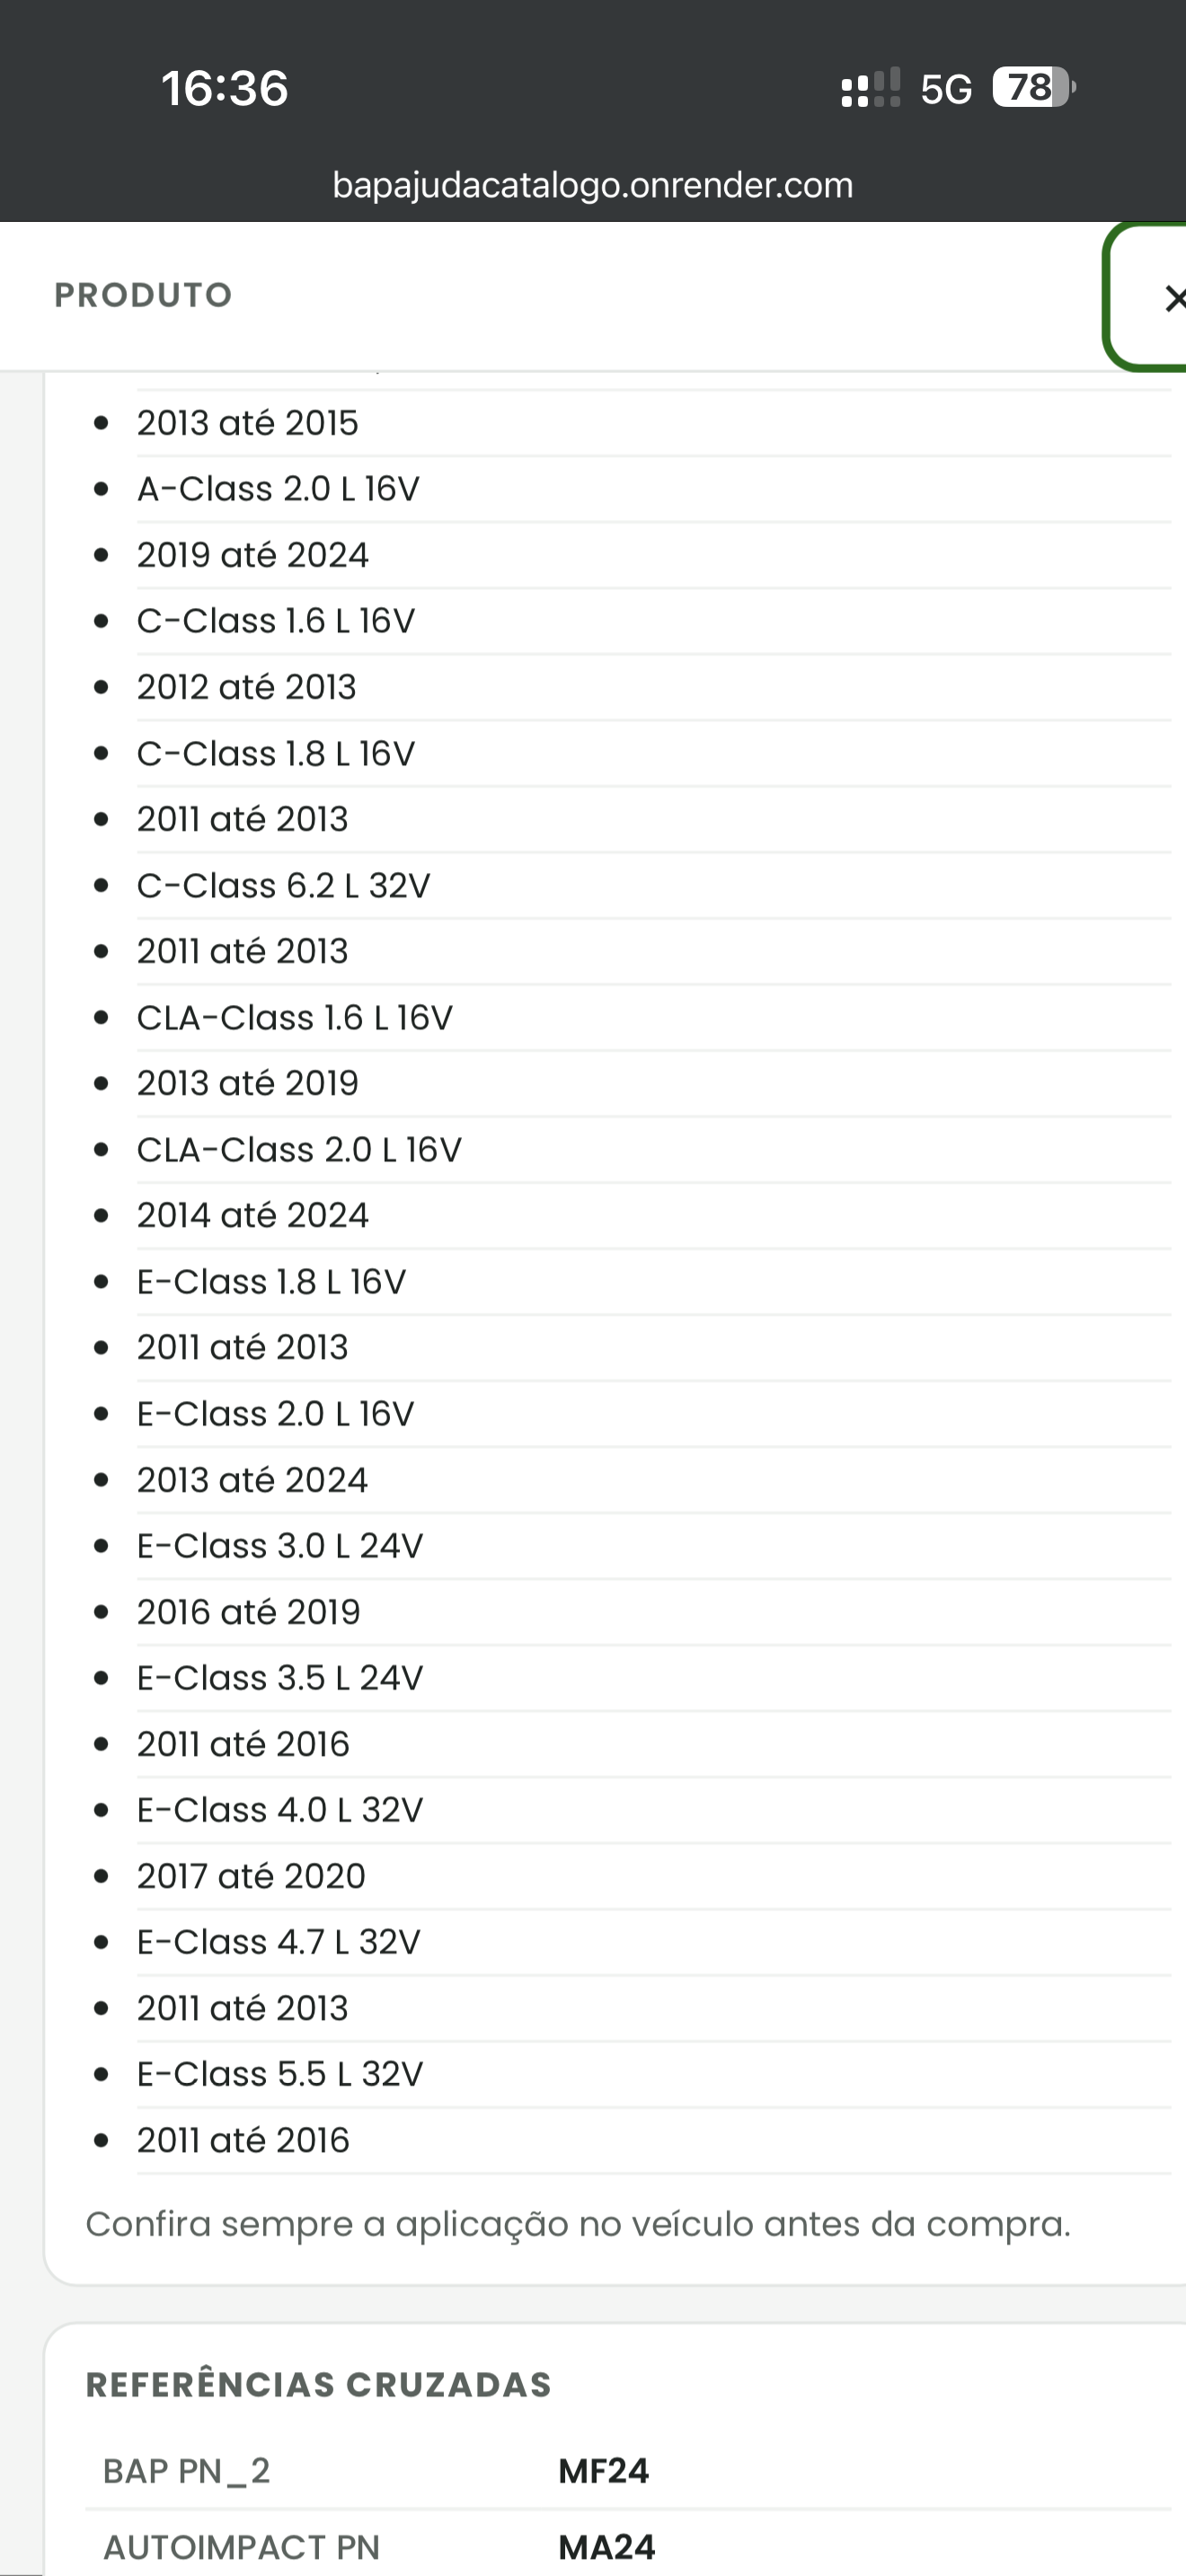 16:36
5G
78
bapajudacatalogo.onrender.com
PRODUTO
×
• 2013 até 2015
• A-Class 2.0 L 16V
• 2019 até 2024
• C-Class 1.6 L 16V
• 2012 até 2013
• C-Class 1.8 L 16V
• 2011 até 2013
• C-Class 6.2 L 32V
• 2011 até 2013
• CLA-Class 1.6 L 16V
• 2013 até 2019
• CLA-Class 2.0 L 16V
• 2014 até 2024
• E-Class 1.8 L 16V
• 2011 até 2013
• E-Class 2.0 L 16V
• 2013 até 2024
• E-Class 3.0 L 24V
• 2016 até 2019
• E-Class 3.5 L 24V
• 2011 até 2016
• E-Class 4.0 L 32V
• 2017 até 2020
• E-Class 4.7 L 32V
• 2011 até 2013
• E-Class 5.5 L 32V
• 2011 até 2016
Confira sempre a aplicação no veículo antes da compra.
REFERÊNCIAS CRUZADAS
BAP PN_2 MF24
AUTOIMPACT PN MA24